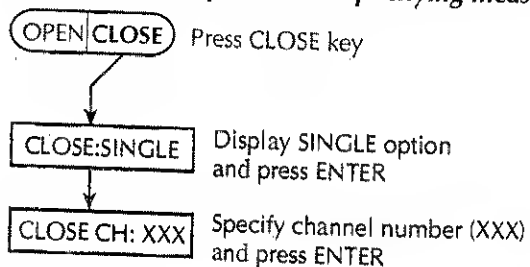 OPEN CLOSE Press CLOSE key
CLOSE:SINGLE Display SINGLE option
and press ENTER
CLOSE CH: XXX Specify channel number (XXX)
and press ENTER